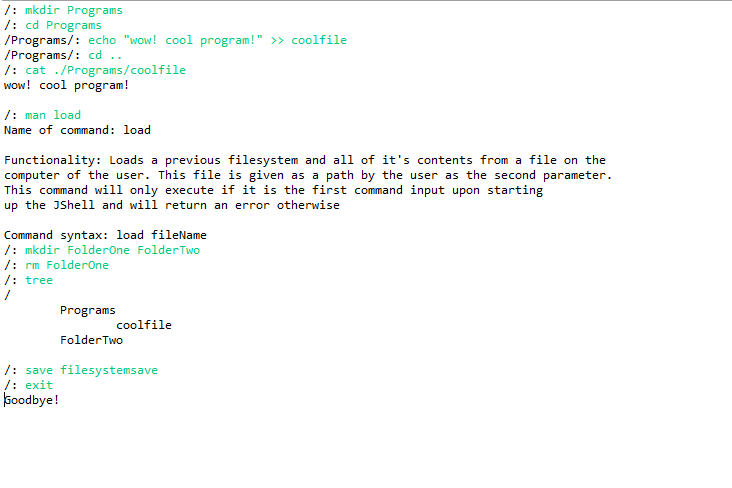 /: mkdir Programs
/: cd Programs
/Programs/: echo "wow! cool program!" >> coolfile
/Programs/: cd ..
/: cat ./Programs/coolfile
wow! cool program!
/: man load
Name of command: load
Functionality: Loads a previous filesystem and all of it's contents from a file on the
computer of the user. This file is given as a path by the user as the second parameter.
This command will only execute if it is the first command input upon starting
up the JShell and will return an error otherwise
Command syntax: load fileName
/: mkdir FolderOne FolderTwo
/: rm FolderOne
/: tree
/
Programs
coolfile
FolderTwo
/: save filesystemsave
/: exit
Goodbye!